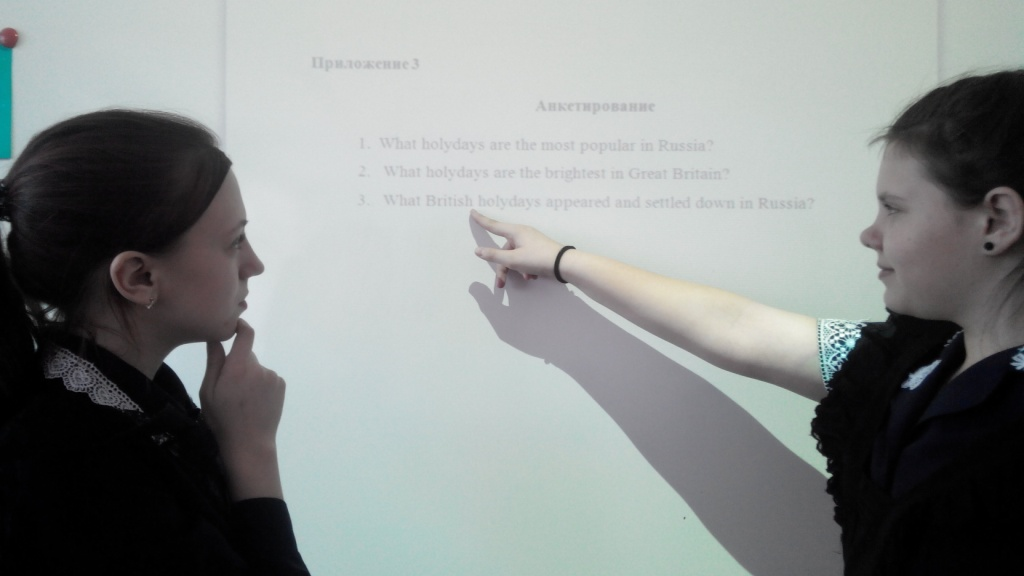 Приложение 3
Анкетирование
1. What holydays are the most popular in Russia?
2. What holydays are the brightest in Great Britain?
3. What British holydays appeared and settled down in Russia?